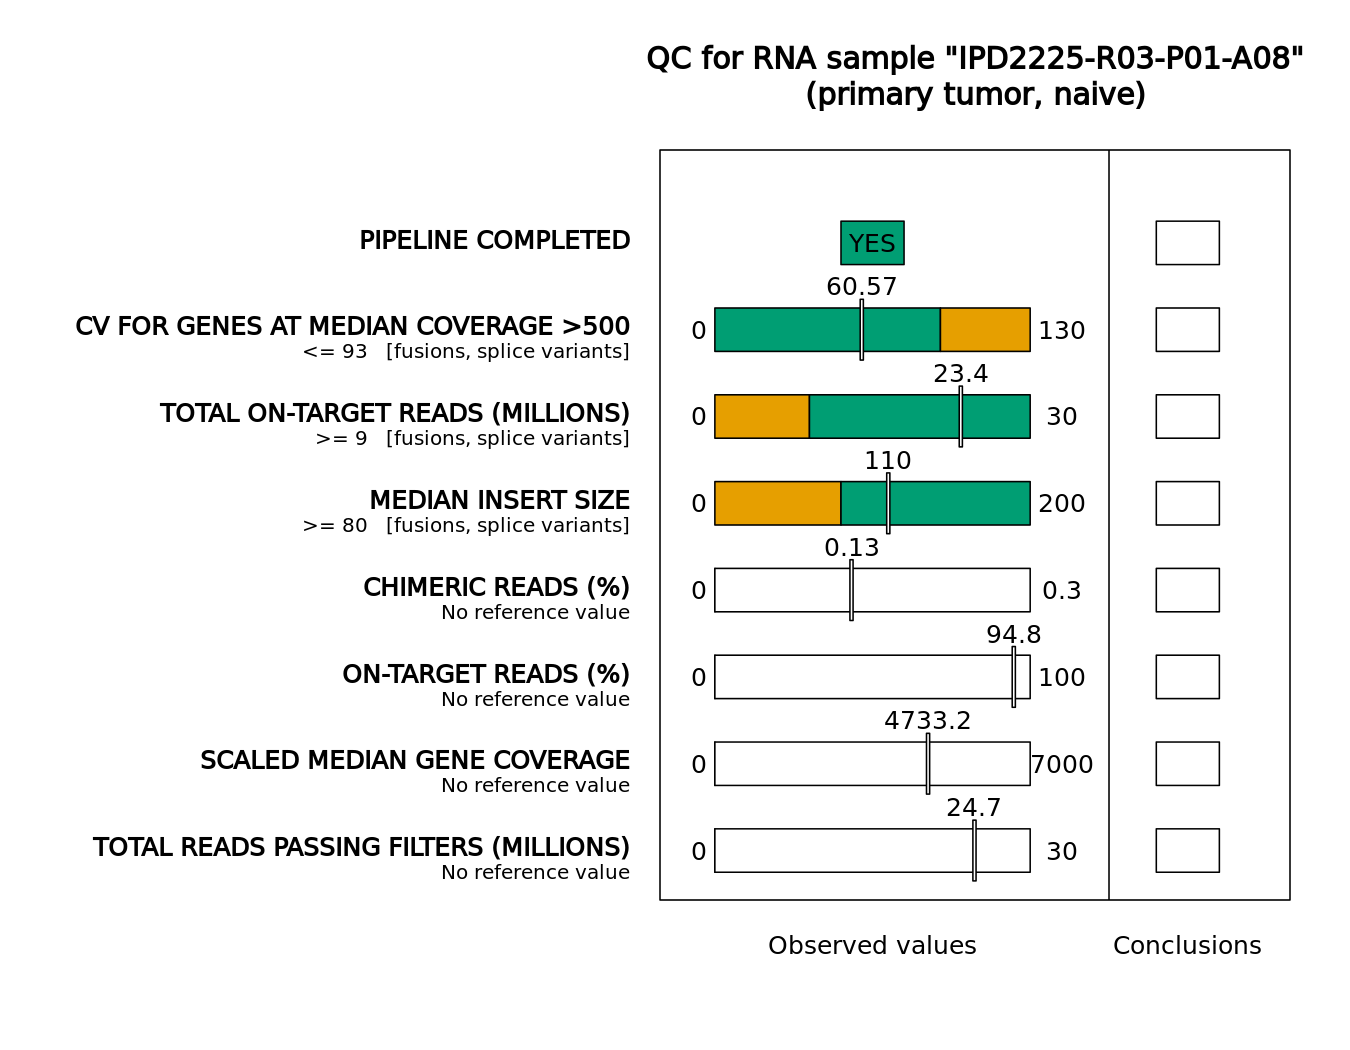 QC for RNA sample "IPD2225-R03-P01-A08"
(primary tumor, naive)
PIPELINE COMPLETED
YES
60.57
CV FOR GENES AT MEDIAN COVERAGE >500
<= 93   [fusions, splice variants]
0
130
23.4
TOTAL ON-TARGET READS (MILLIONS)
>= 9   [fusions, splice variants]
0
30
110
MEDIAN INSERT SIZE
>= 80   [fusions, splice variants]
0
200
0.13
CHIMERIC READS (%)
No reference value
0
0.3
94.8
ON-TARGET READS (%)
No reference value
0
100
4733.2
SCALED MEDIAN GENE COVERAGE
No reference value
0
7000
24.7
TOTAL READS PASSING FILTERS (MILLIONS)
No reference value
0
30
Observed values
Conclusions